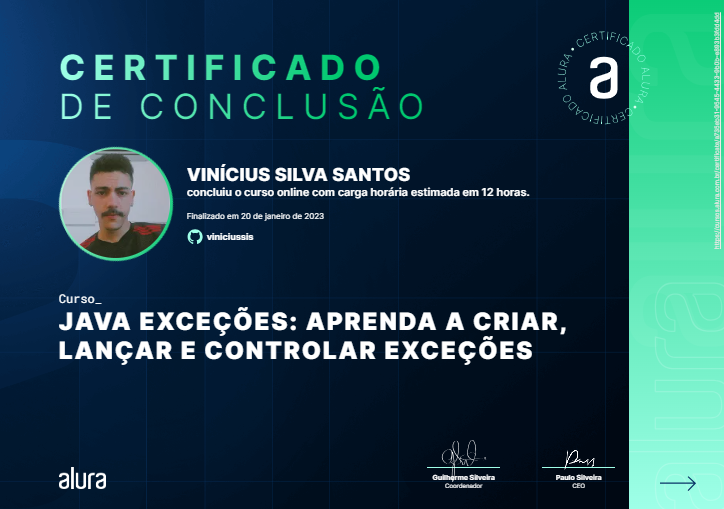 CERTIFICADO
DE CONCLUSÃO
ALURA • CERTIFICADO ALURA • CERTIFICADO
a
VINÍCIUS SILVA SANTOS
concluiu o curso online com carga horária estimada em 12 horas.
Finalizado em 20 de janeiro de 2023
viniciussis
Curso_
JAVA EXCEÇÕES: APRENDA A CRIAR,
LANÇAR E CONTROLAR EXCEÇÕES
alura
Guilherme Silveira
Coordenador
Paulo Silveira
CEO
alura